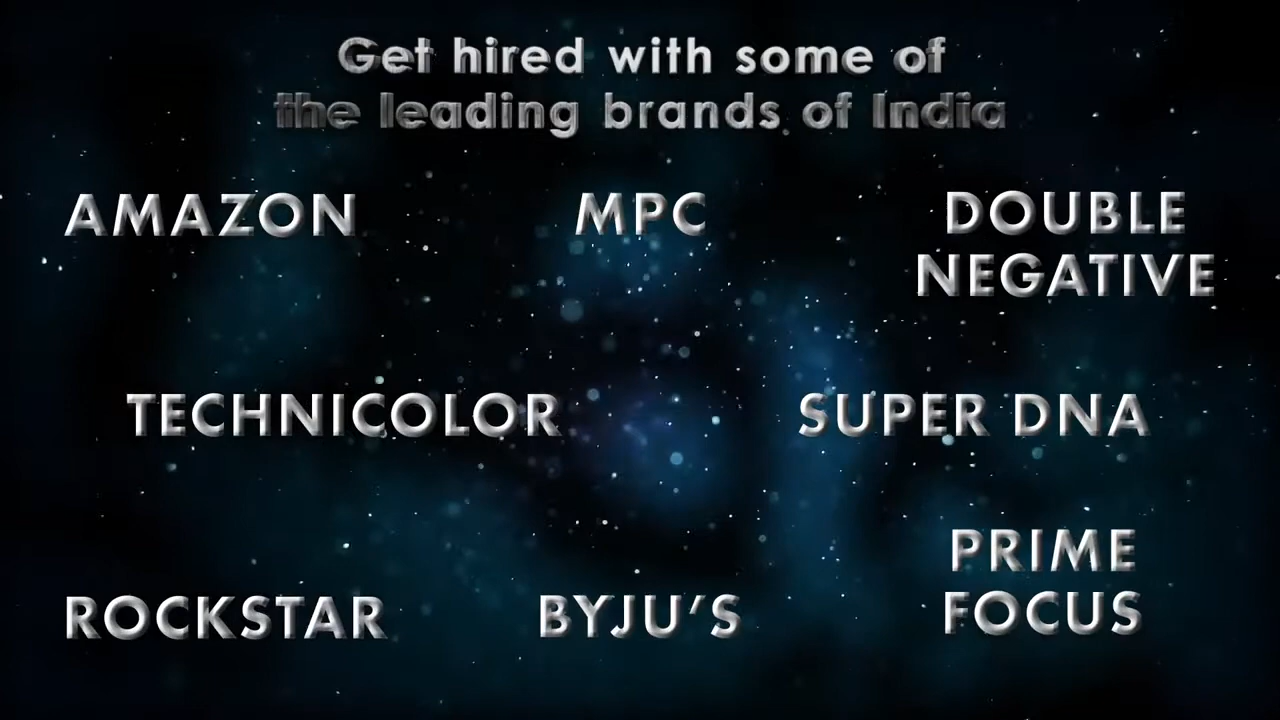 Get hired with some of
the leading brands of India
AMAZON
MPC
DOUBLE
NEGATIVE
TECHNICOLOR
SUPER DNA
ROCKSTAR
BYJU'S
PRIME
FOCUS